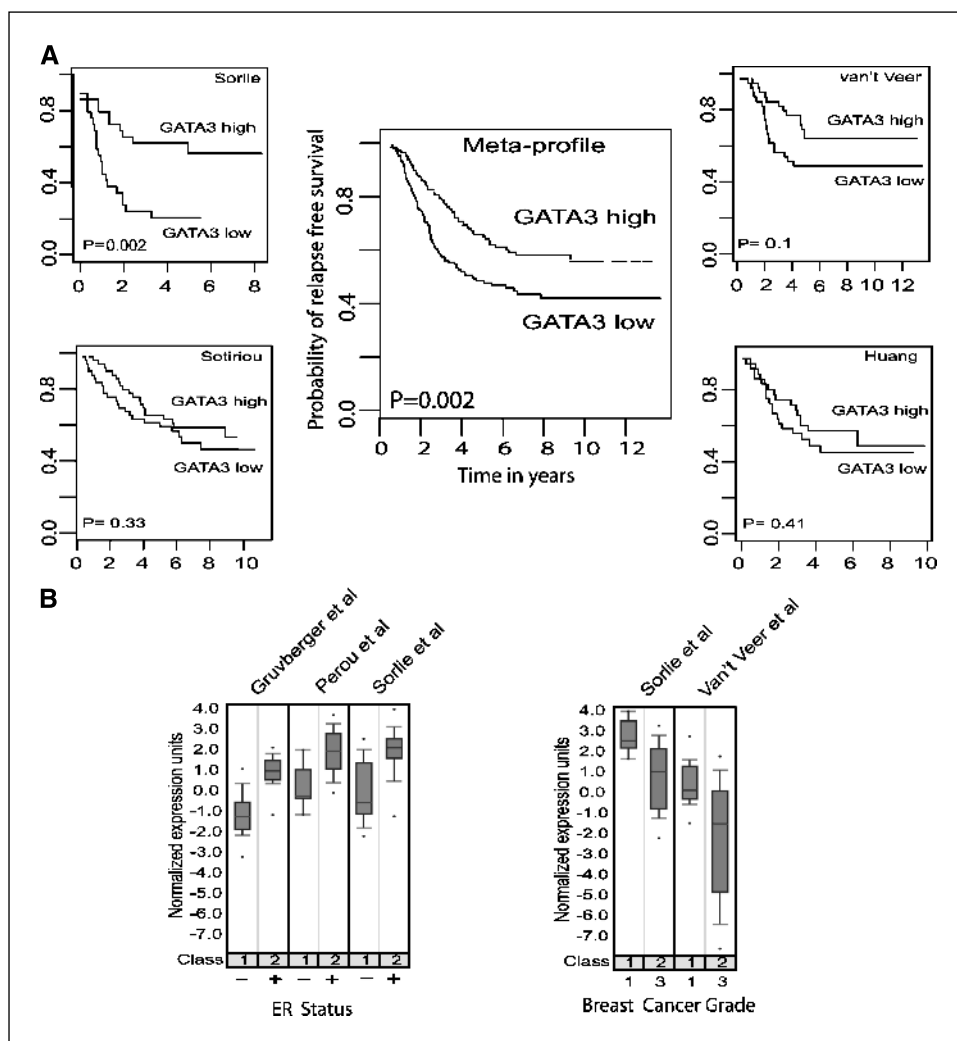 A
Sorlie
0.8
0.4
0.0
GATA3 high
GATA3 low
P=0.002
0 2 4 6 8
Meta-profile
Probability of relapse free survival
0.8
0.4
0.0
GATA3 high
GATA3 low
P=0.002
0 2 4 6 8 10 12
Time in years
van't Veer
0.8
0.4
0.0
GATA3 high
GATA3 low
P= 0.1
0 2 4 6 8 10 12
Sotiriou
0.8
0.4
0.0
GATA3 high
GATA3 low
P= 0.33
0 2 4 6 8 10
Huang
0.8
0.4
0.0
GATA3 high
GATA3 low
P= 0.41
0 2 4 6 8 10
B
Gruvberger et al
Perou et al
Sorlie et al
Normalized expression units
4.0
3.0
2.0
1.0
0.0
-1.0
-2.0
-3.0
-4.0
-5.0
-6.0
-7.0
Class 1 2 1 2 1 2
− + − + − +
ER Status
Sorlie et al
Van't Veer et al
Normalized expression units
4.0
3.0
2.0
1.0
0.0
-1.0
-2.0
-3.0
-4.0
-5.0
-6.0
-7.0
Class 1 2 1 2
1 3 1 3
Breast Cancer Grade